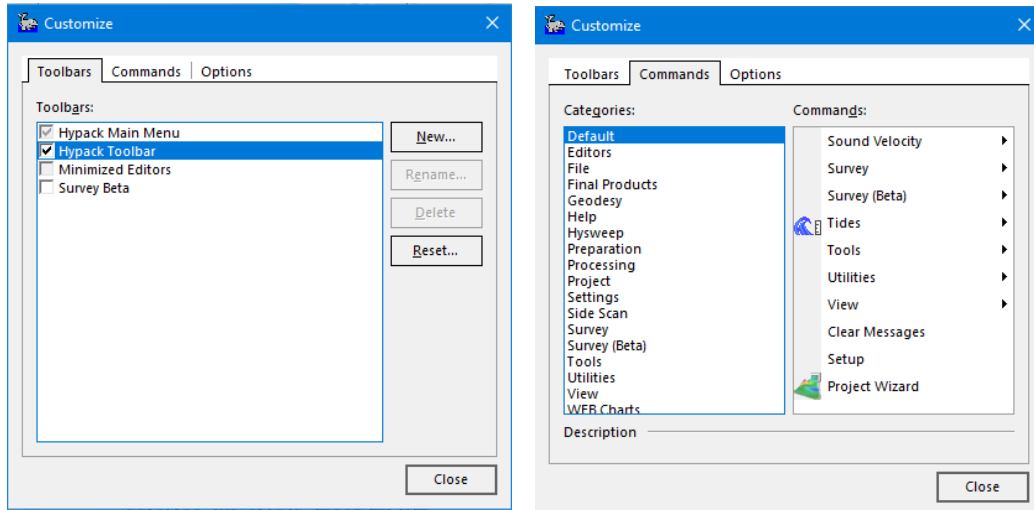 Customize
Toolbars Commands Options
Toolbars:
Hypack Main Menu
Hypack Toolbar
Minimized Editors
Survey Beta
New...
Rename...
Delete
Reset...
Close
Customize
Toolbars Commands Options
Categories:
Default
Editors
File
Final Products
Geodesy
Help
Hysweep
Preparation
Processing
Project
Settings
Side Scan
Survey
Survey (Beta)
Tools
Utilities
View
WEB Charts
Commands:
Sound Velocity
Survey
Survey (Beta)
Tides
Tools
Utilities
View
Clear Messages
Setup
Project Wizard
Description
Close